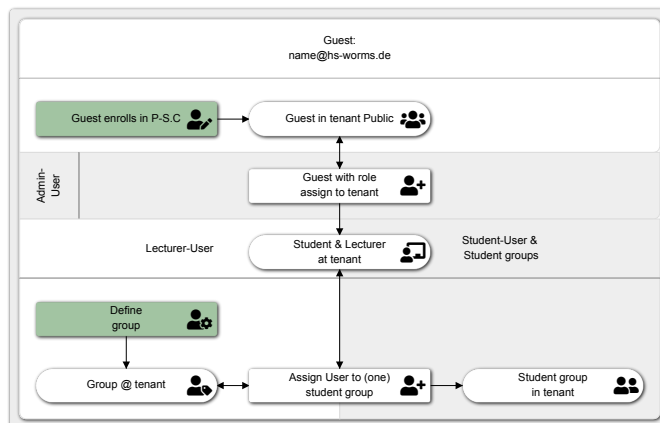 Guest:
name@hs-worms.de
Guest enrolls in P-S.C
Guest in tenant Public
Admin-
User
Guest with role
assign to tenant
Lecturer-User
Student & Lecturer
at tenant
Student-User &
Student groups
Define
group
Group @ tenant
Assign User to (one)
student group
Student group
in tenant